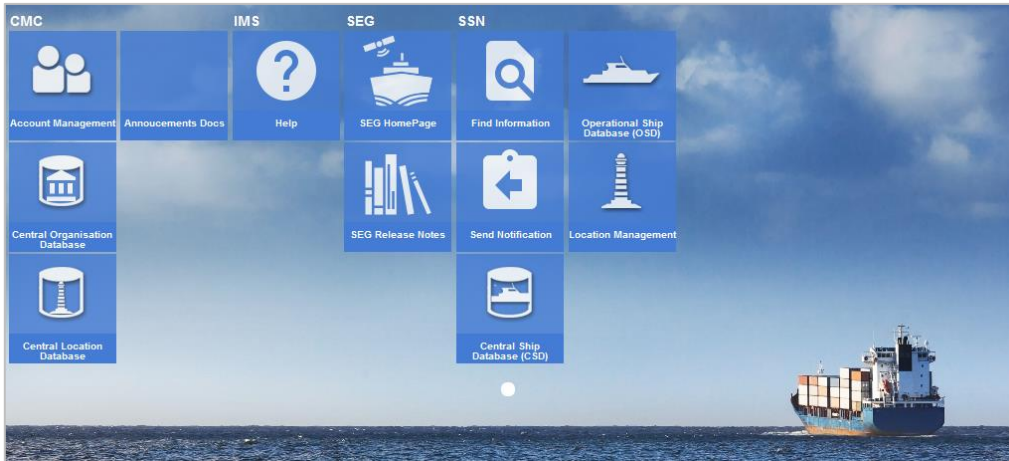 CMC
IMS
SEG
SSN
Account Management
Annoucements Docs
Help
SEG HomePage
Find Information
Operational Ship
Database (OSD)
Central Organisation
Database
SEG Release Notes
Send Notification
Location Management
Central Location
Database
Central Ship
Database (CSD)